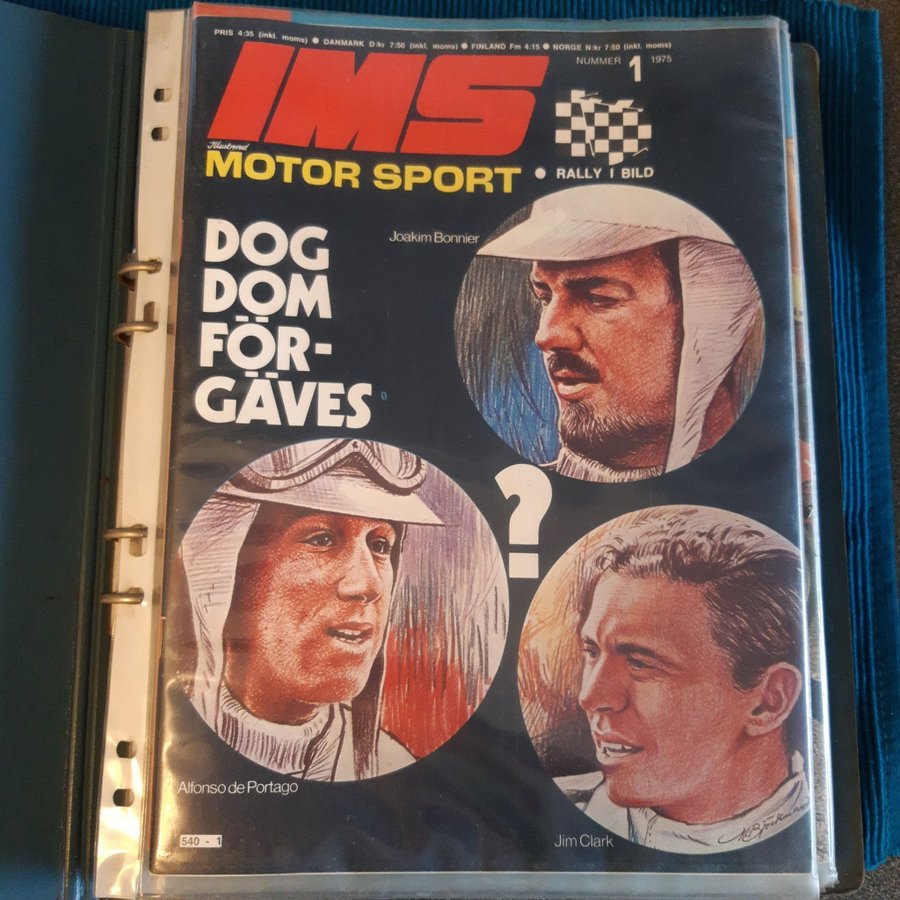 PRIS 4:35 (inkl. moms) ● DANMARK D:kr 7:50 (inkl. moms) ● FINLAND Fm 4:15 ● NORGE N:kr 7:50 (inkl. moms)
NUMMER 1 1975
IMS
Illustrerad
MOTOR SPORT ● RALLY I BILD
DOG
DOM
FÖR-
GÄVES
?
Joakim Bonnier
Alfonso de Portago
Jim Clark
540 - 1